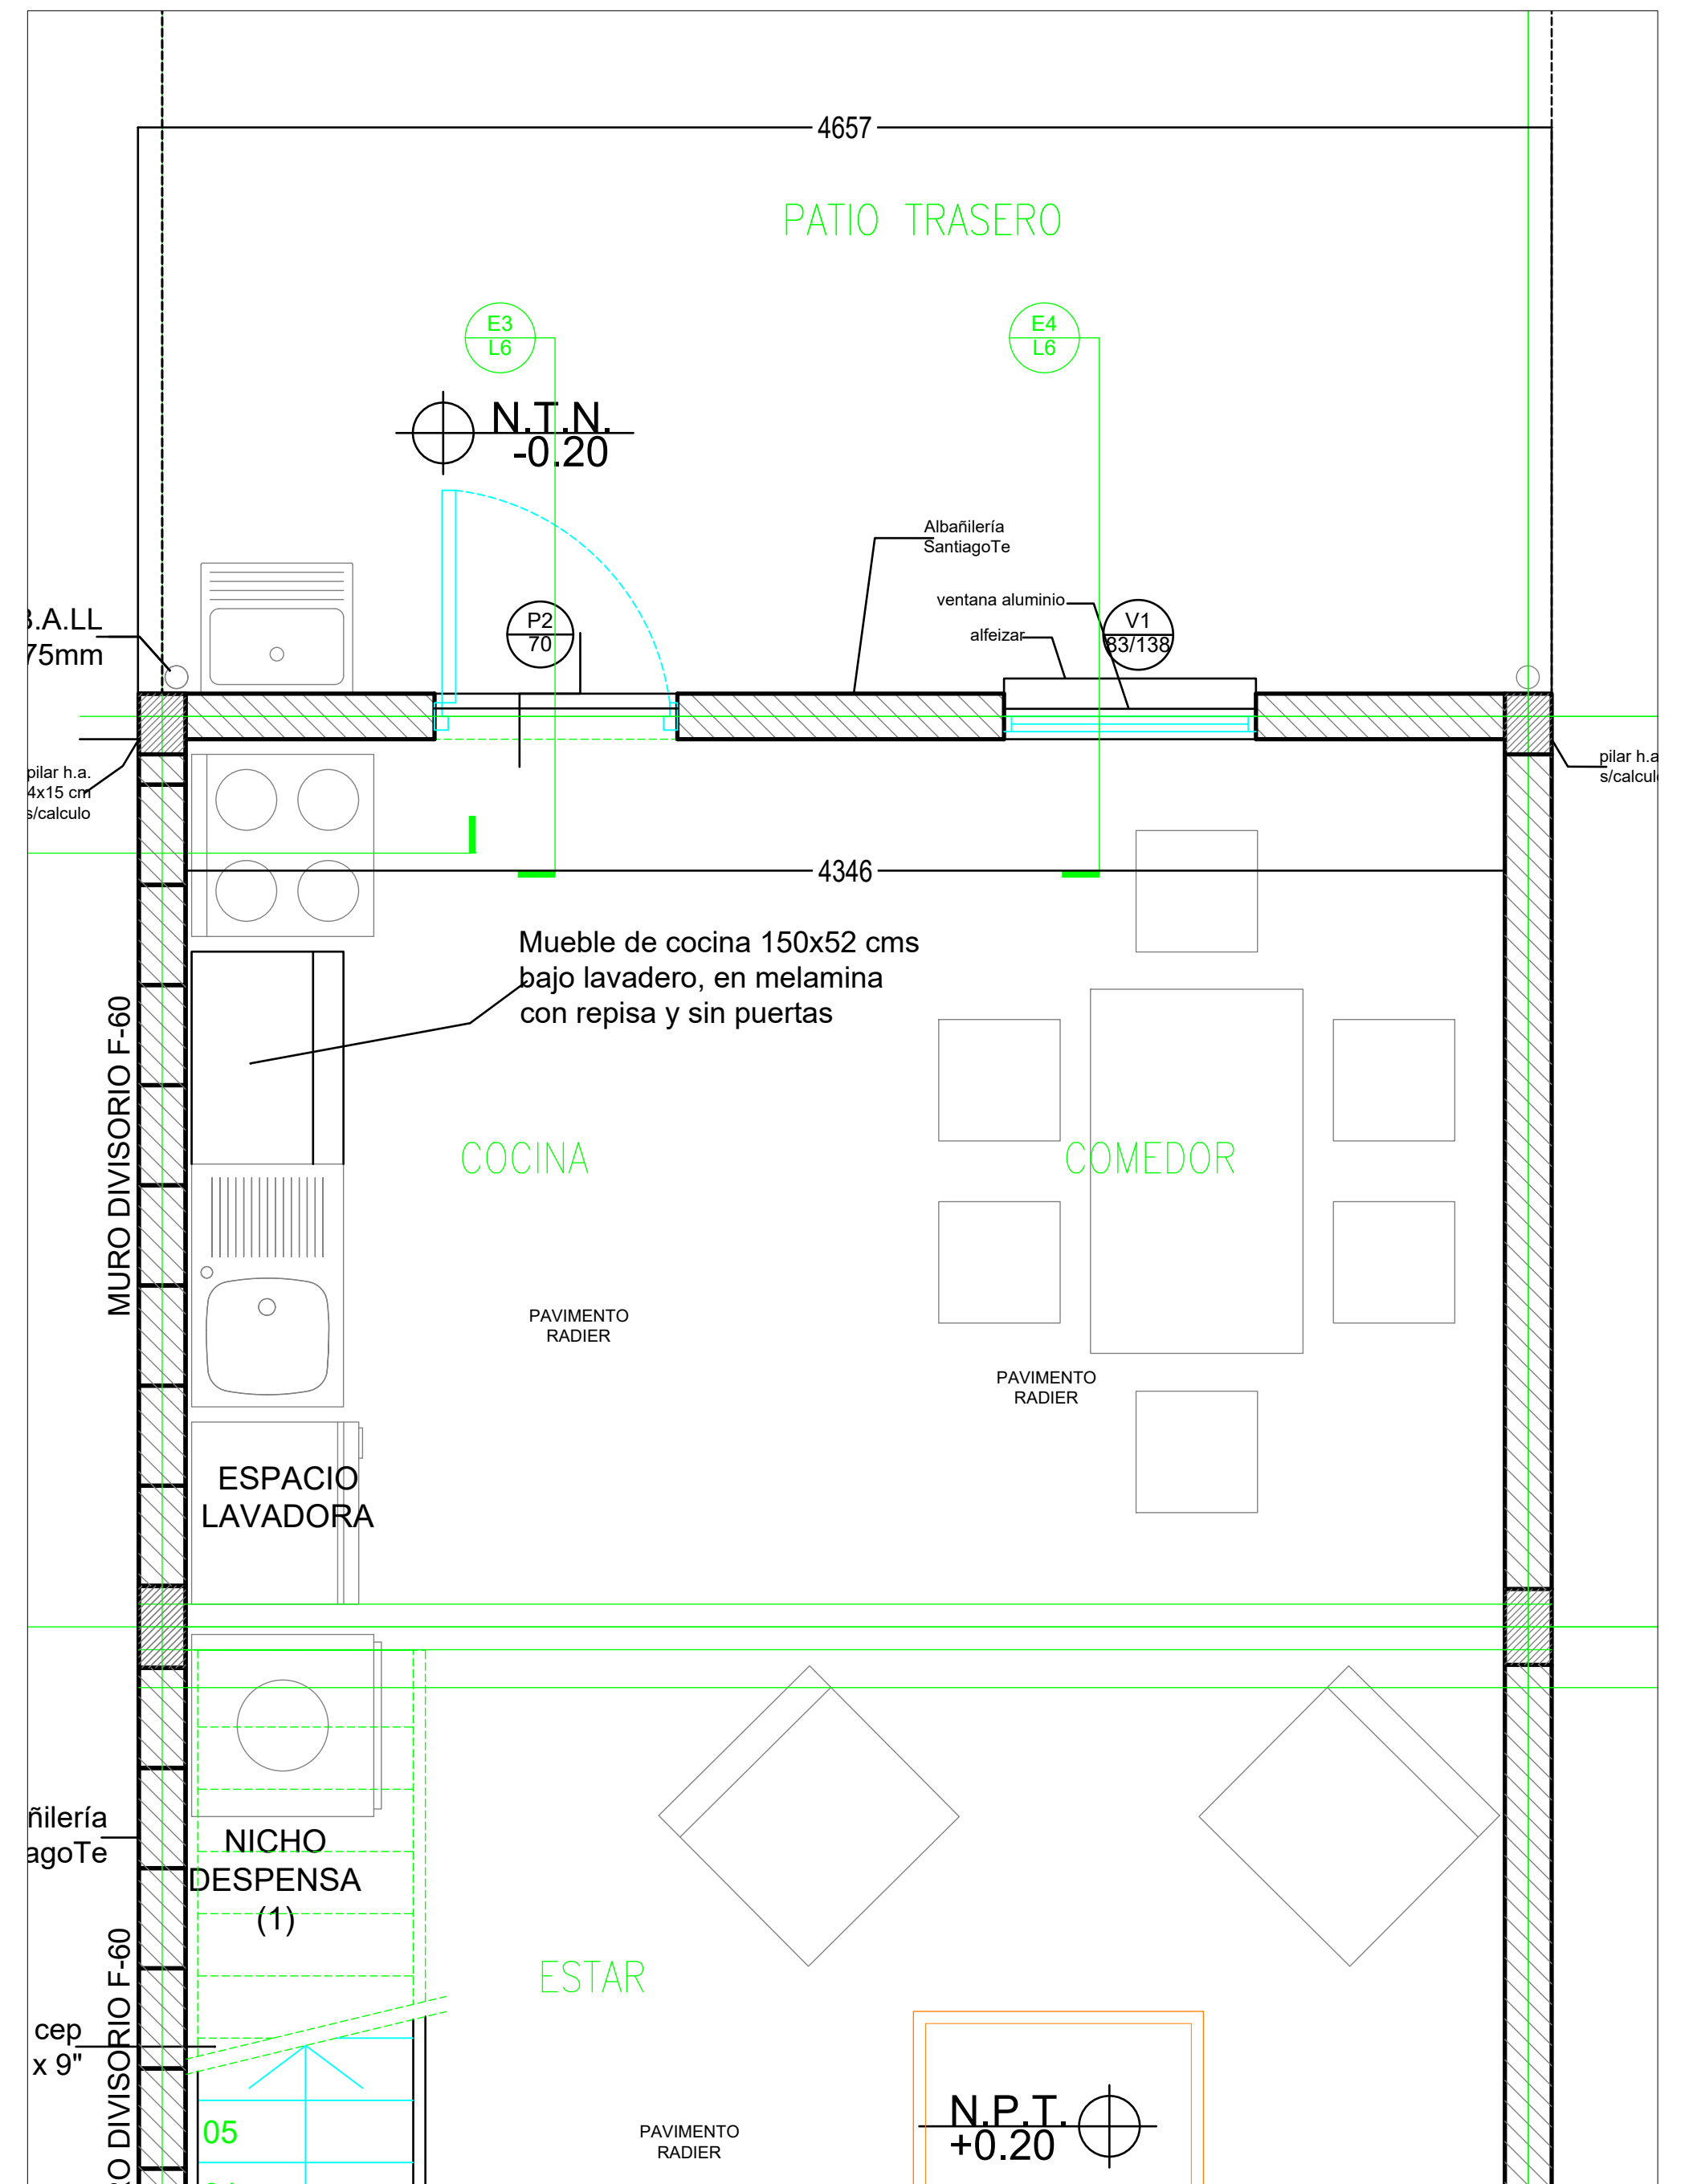 4657
PATIO TRASERO
E3
L6
E4
L6
N.T.N.
-0.20
Albañilería
SantiagoTe
ventana aluminio
alfeizar
P2
70
V1
83/138
B.A.LL
75mm
pilar h.a.
4x15 cm
s/calculo
pilar h.a
s/calcul
4346
Mueble de cocina 150x52 cms
bajo lavadero, en melamina
con repisa y sin puertas
MURO DIVISORIO F-60
COCINA
COMEDOR
PAVIMENTO
RADIER
PAVIMENTO
RADIER
ESPACIO
LAVADORA
ñilería
agoTe
NICHO
DESPENSA
(1)
ESTAR
cep
x 9"
O DIVISORIO F-60
05
N.P.T.
+0.20
PAVIMENTO
RADIER